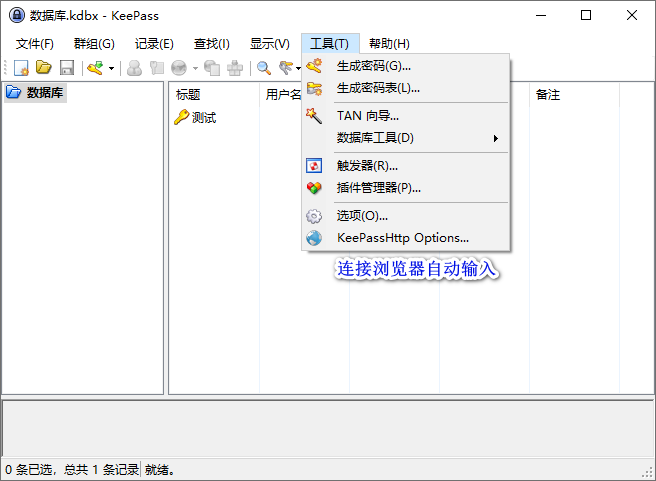 数据库.kdbx - KeePass
文件(F) 群组(G) 记录(E) 查找(I) 显示(V) 工具(T) 帮助(H)
数据库
标题 用户名 备注
测试
生成密码(G)...
生成密码表(L)...
TAN 向导...
数据库工具(D)
触发器(R)...
插件管理器(P)...
选项(O)...
KeePassHttp Options...
连接浏览器自动输入
0 条已选，总共 1 条记录 就绪。